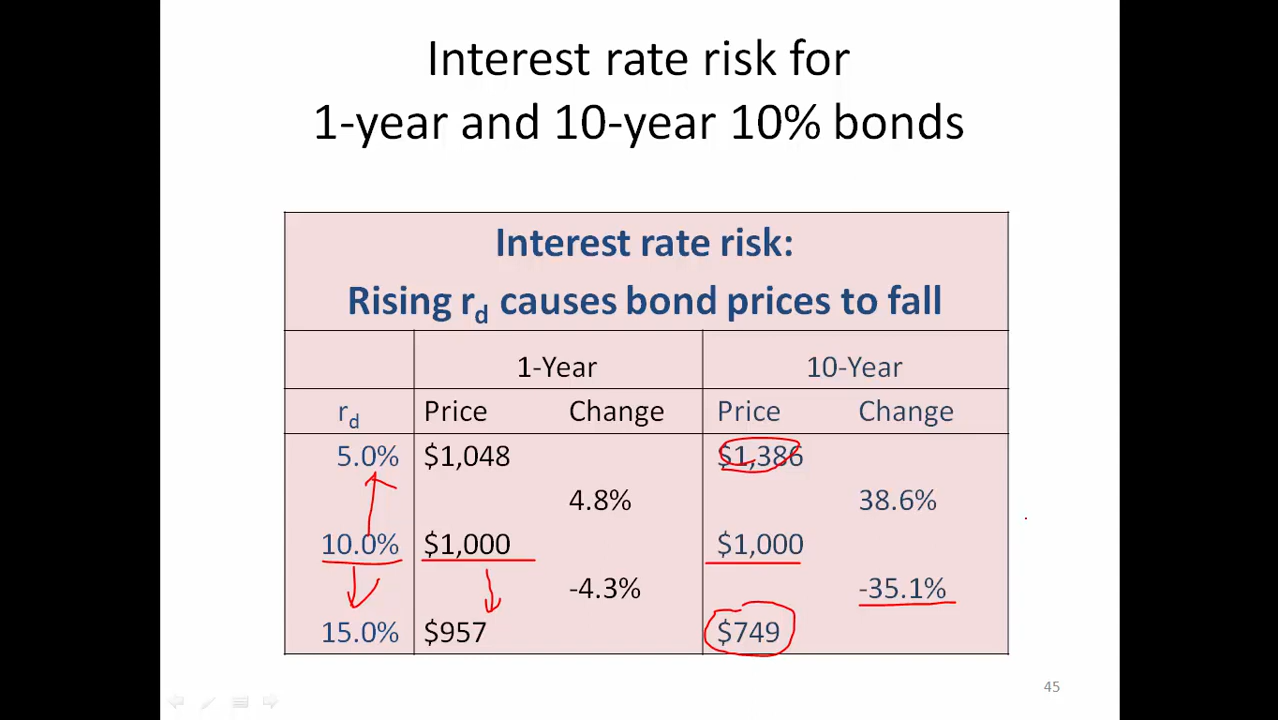 Interest rate risk for
1-year and 10-year 10% bonds
Interest rate risk:
Rising rd causes bond prices to fall
1-Year 10-Year
rd Price Change Price Change
5.0% $1,048 $1,386
4.8% 38.6%
10.0% $1,000 $1,000
-4.3% -35.1%
15.0% $957 $749
45